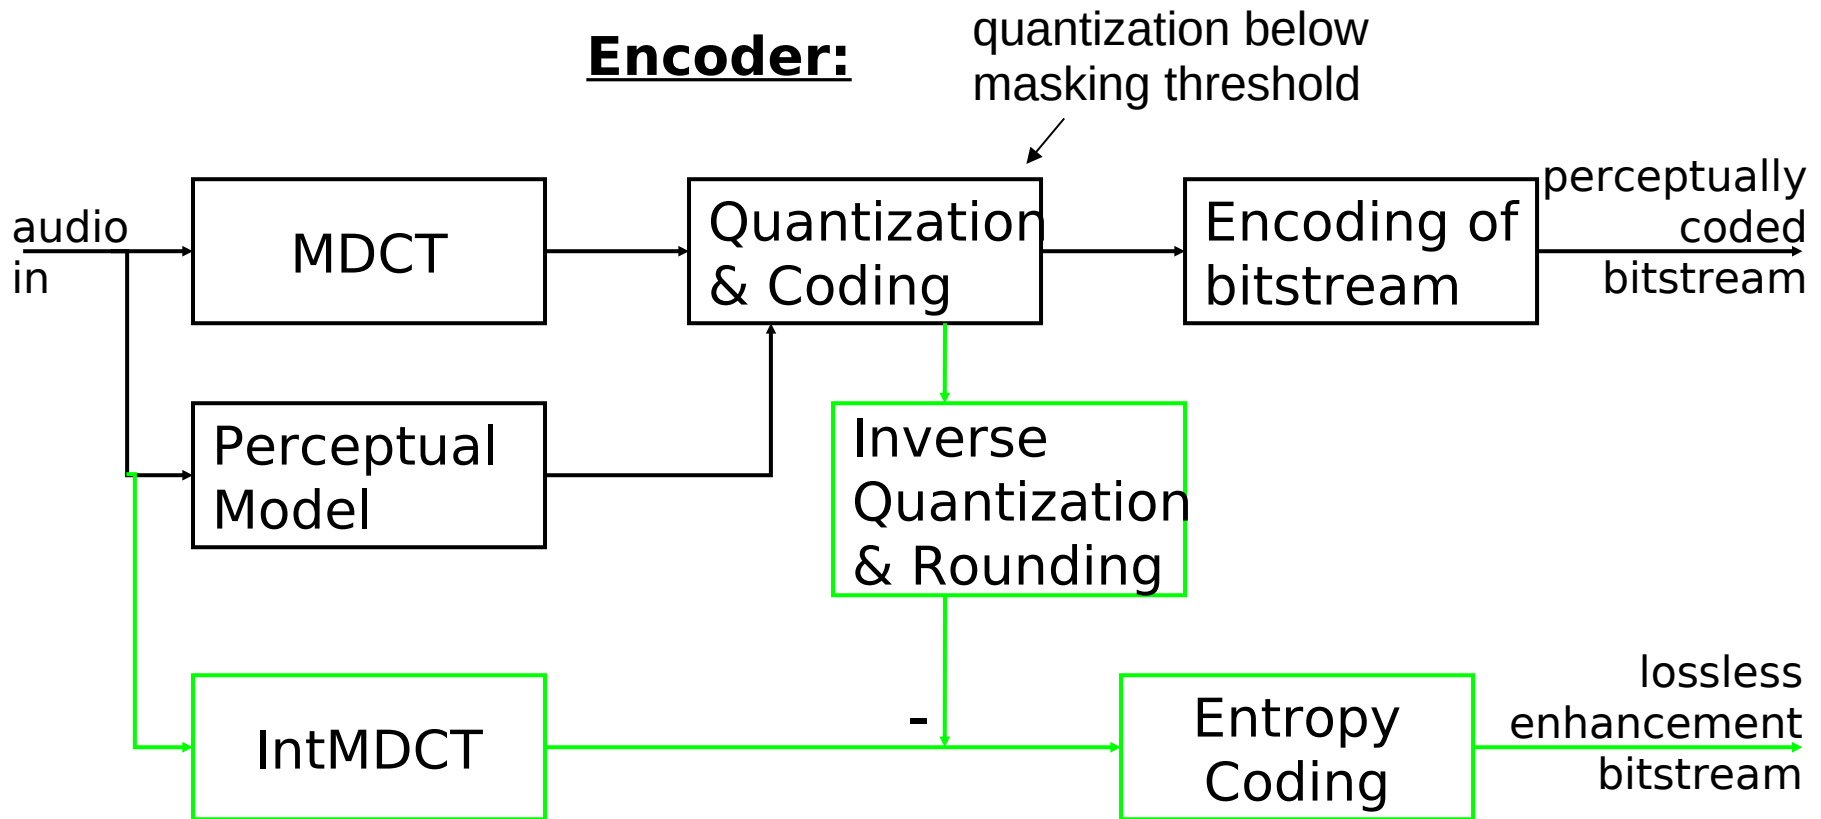 Encoder:
quantization below
masking threshold
audio
in
MDCT
Quantization
& Coding
Encoding of
bitstream
perceptually
coded
bitstream
Perceptual
Model
Inverse
Quantization
& Rounding
IntMDCT
-
Entropy
Coding
lossless
enhancement
bitstream